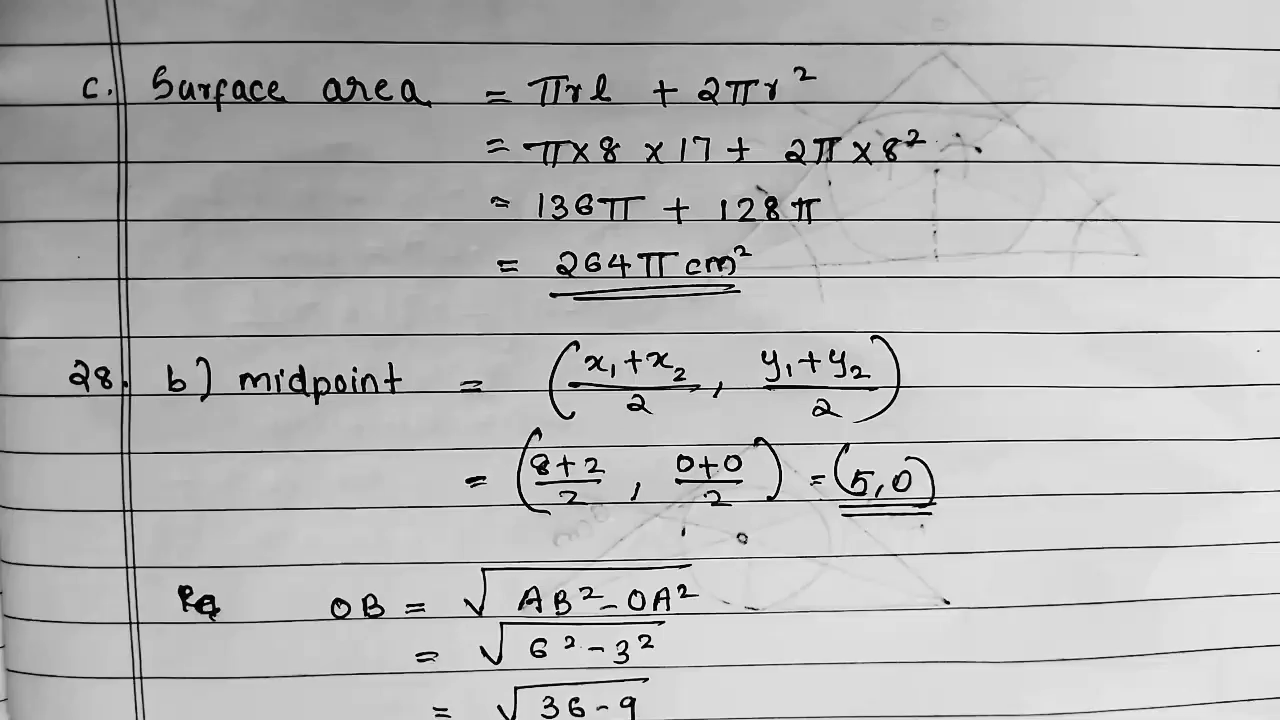 c. Surface area = πrl + 2πr²
= π×8 ×17 + 2π×8²
= 136π + 128π
= 264π cm²
28. b) midpoint = (x₁+x₂/2, y₁+y₂/2)
= (8+2/2, 0+0/2) = (5,0)
OB = √AB²-OA²
= √6²-3²
= √36-9